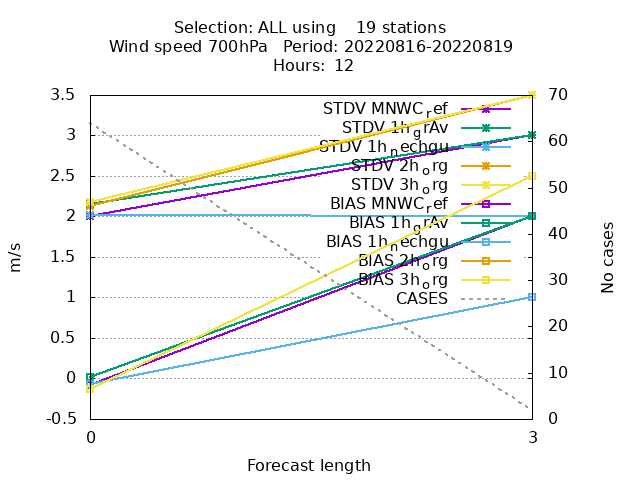 Selection: ALL using 19 stations
Wind speed 700hPa Period: 20220816-20220819
Hours: 12
3.5
3
2.5
2
1.5
1
0.5
0
-0.5
70
60
50
40
30
20
10
0
STDV MNWC_ref
STDV 1h_grAv
STDV 1h_nechgu
STDV 2h_org
STDV 3h_org
BIAS MNWC_ref
BIAS 1h_grAv
BIAS 1h_nechgu
BIAS 2h_org
BIAS 3h_org
CASES
m/s
No cases
0 3
Forecast length